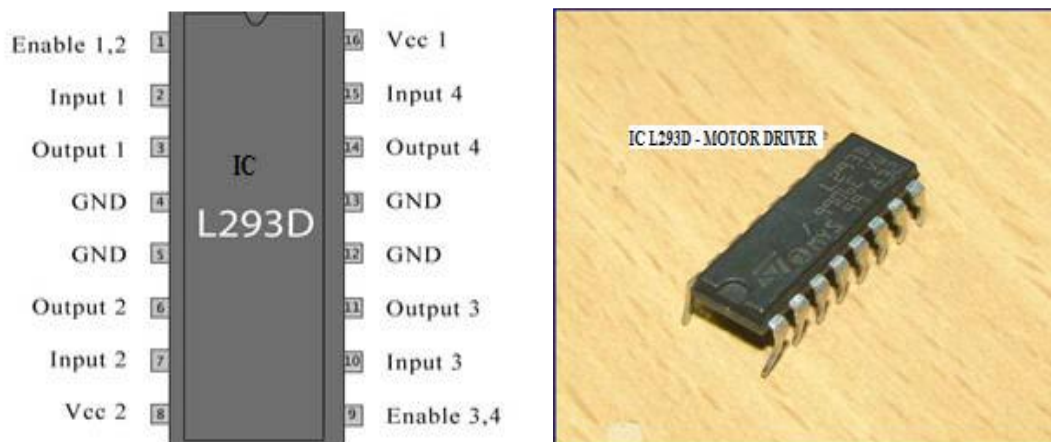 Enable 1,2 1
Input 1 2
Output 1 3
GND 4
GND 5
Output 2 6
Input 2 7
Vcc 2 8
IC
L293D
16 Vcc 1
15 Input 4
14 Output 4
13 GND
12 GND
11 Output 3
10 Input 3
9 Enable 3,4
IC L293D - MOTOR DRIVER
L293D